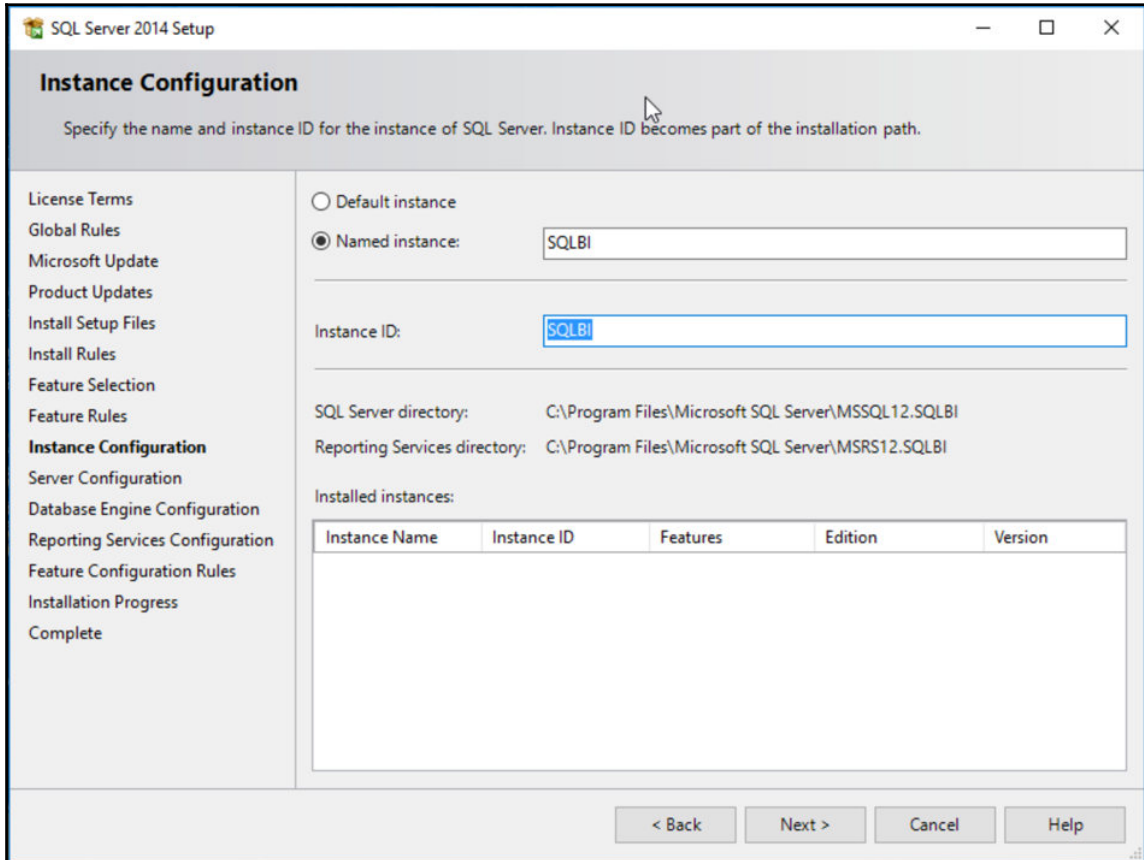 SQL Server 2014 Setup
Instance Configuration
Specify the name and instance ID for the instance of SQL Server. Instance ID becomes part of the installation path.
License Terms
Global Rules
Microsoft Update
Product Updates
Install Setup Files
Install Rules
Feature Selection
Feature Rules
Instance Configuration
Server Configuration
Database Engine Configuration
Reporting Services Configuration
Feature Configuration Rules
Installation Progress
Complete
Default instance
Named instance: SQLBI
Instance ID: SQLBI
SQL Server directory: C:\Program Files\Microsoft SQL Server\MSSQL12.SQLBI
Reporting Services directory: C:\Program Files\Microsoft SQL Server\MSRS12.SQLBI
Installed instances:
Instance Name Instance ID Features Edition Version
< Back Next > Cancel Help